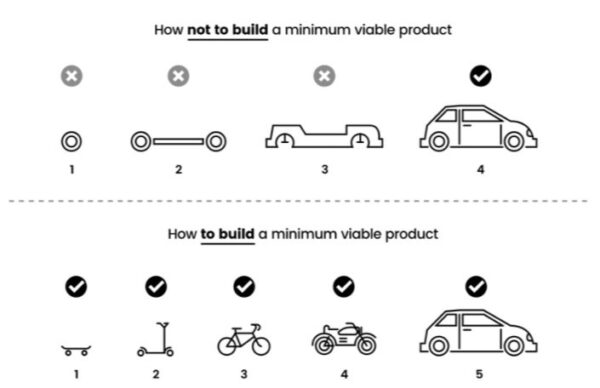 How not to build a minimum viable product
1 2 3 4
How to build a minimum viable product
1 2 3 4 5